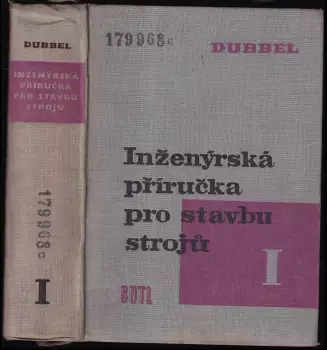 DUBBEL
INŽENÝRSKÁ
PŘÍRUČKA
PRO STAVBU
STROJŮ
179968c
I
179968c
DUBBEL
Inženýrská
příručka
pro stavbu
strojů
I
SNTL